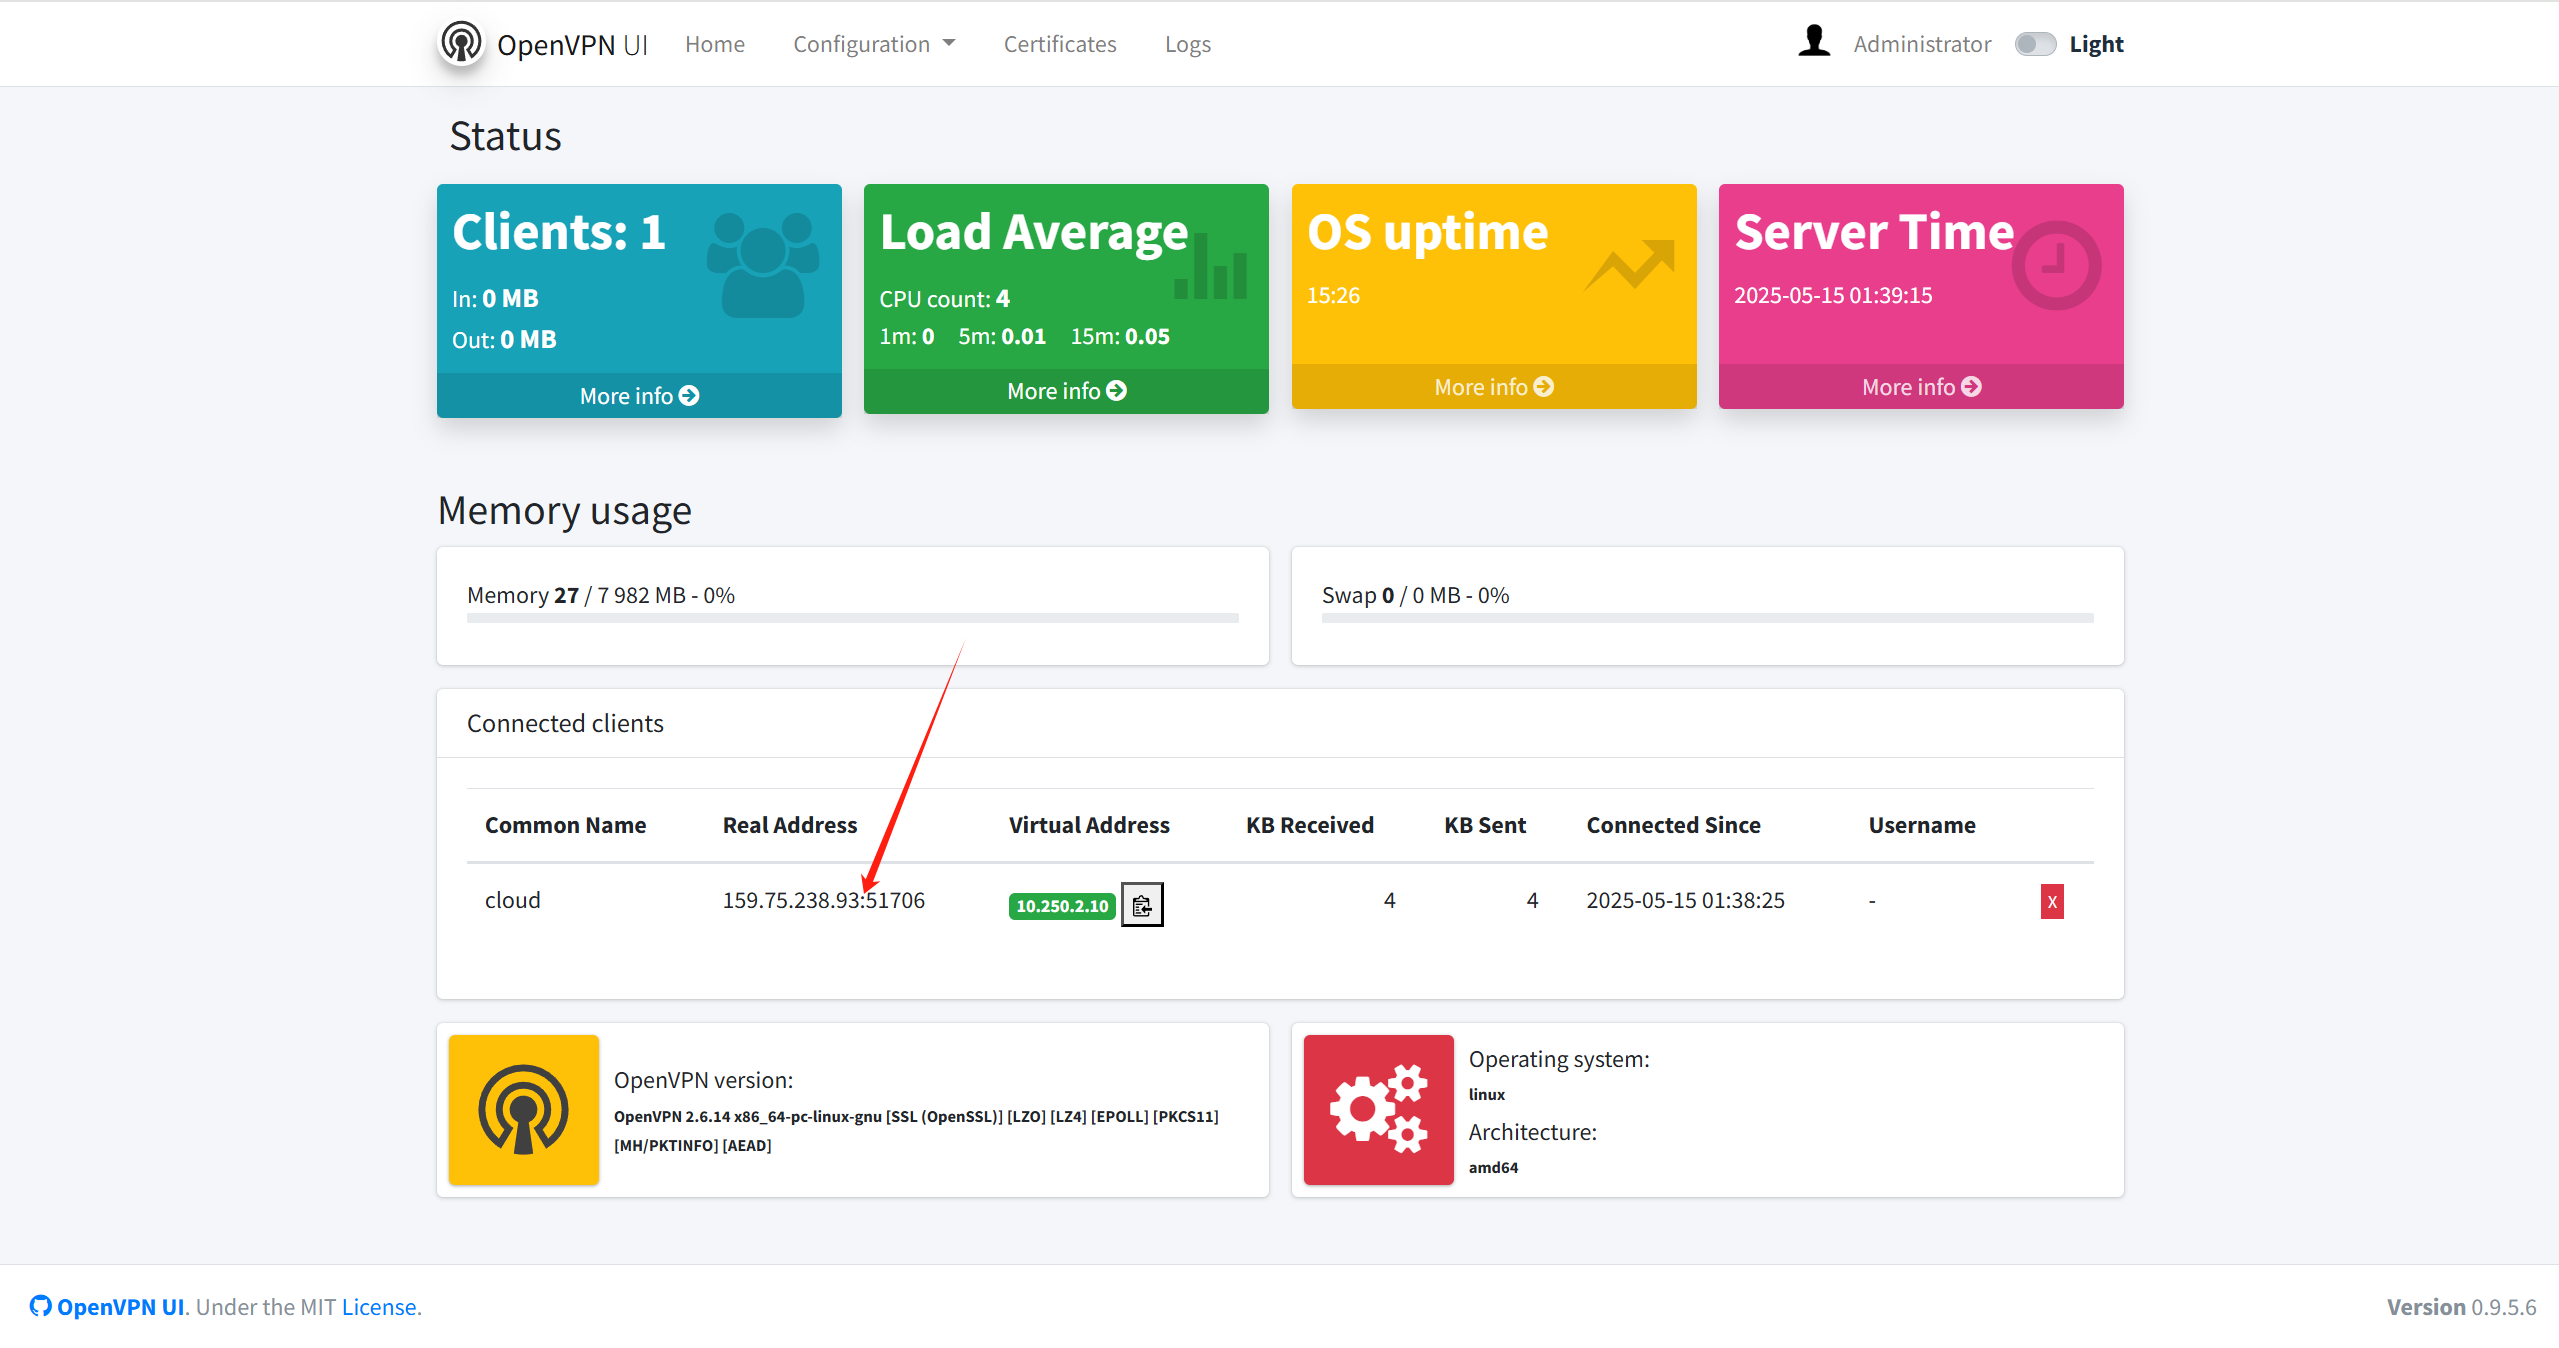 OpenVPN UI Home Configuration Certificates Logs Administrator Light
Status
Clients: 1
In: 0 MB
Out: 0 MB
More info
Load Average
CPU count: 4
1m: 0 5m: 0.01 15m: 0.05
More info
OS uptime
15:26
More info
Server Time
2025-05-15 01:39:15
More info
Memory usage
Memory 27 / 7 982 MB - 0%
Swap 0 / 0 MB - 0%
Connected clients
Common Name Real Address Virtual Address KB Received KB Sent Connected Since Username
cloud 159.75.238.93:51706 10.250.2.10 4 4 2025-05-15 01:38:25 - X
OpenVPN version:
OpenVPN 2.6.14 x86_64-pc-linux-gnu [SSL (OpenSSL)] [LZO] [LZ4] [EPOLL] [PKCS11]
[MH/PKTINFO] [AEAD]
Operating system:
linux
Architecture:
amd64
OpenVPN UI. Under the MIT License.
Version 0.9.5.6